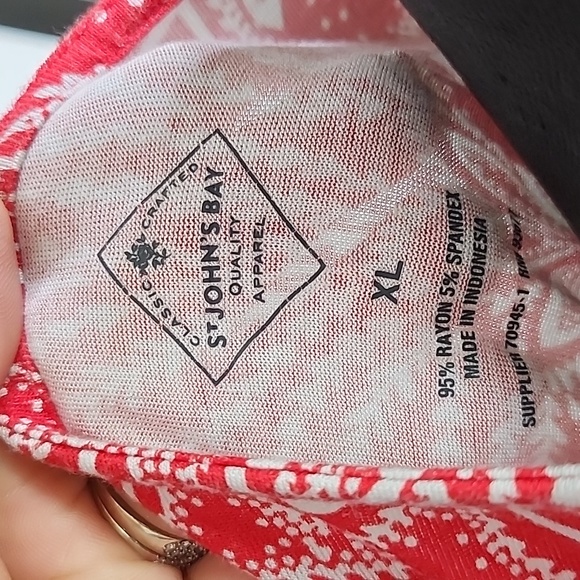 CLASSIC CRAFTED
ST JOHN'S BAY
QUALITY
APPAREL
XL
95% RAYON 5% SPANDEX
MADE IN INDONESIA
SUPPLIER 70945-1